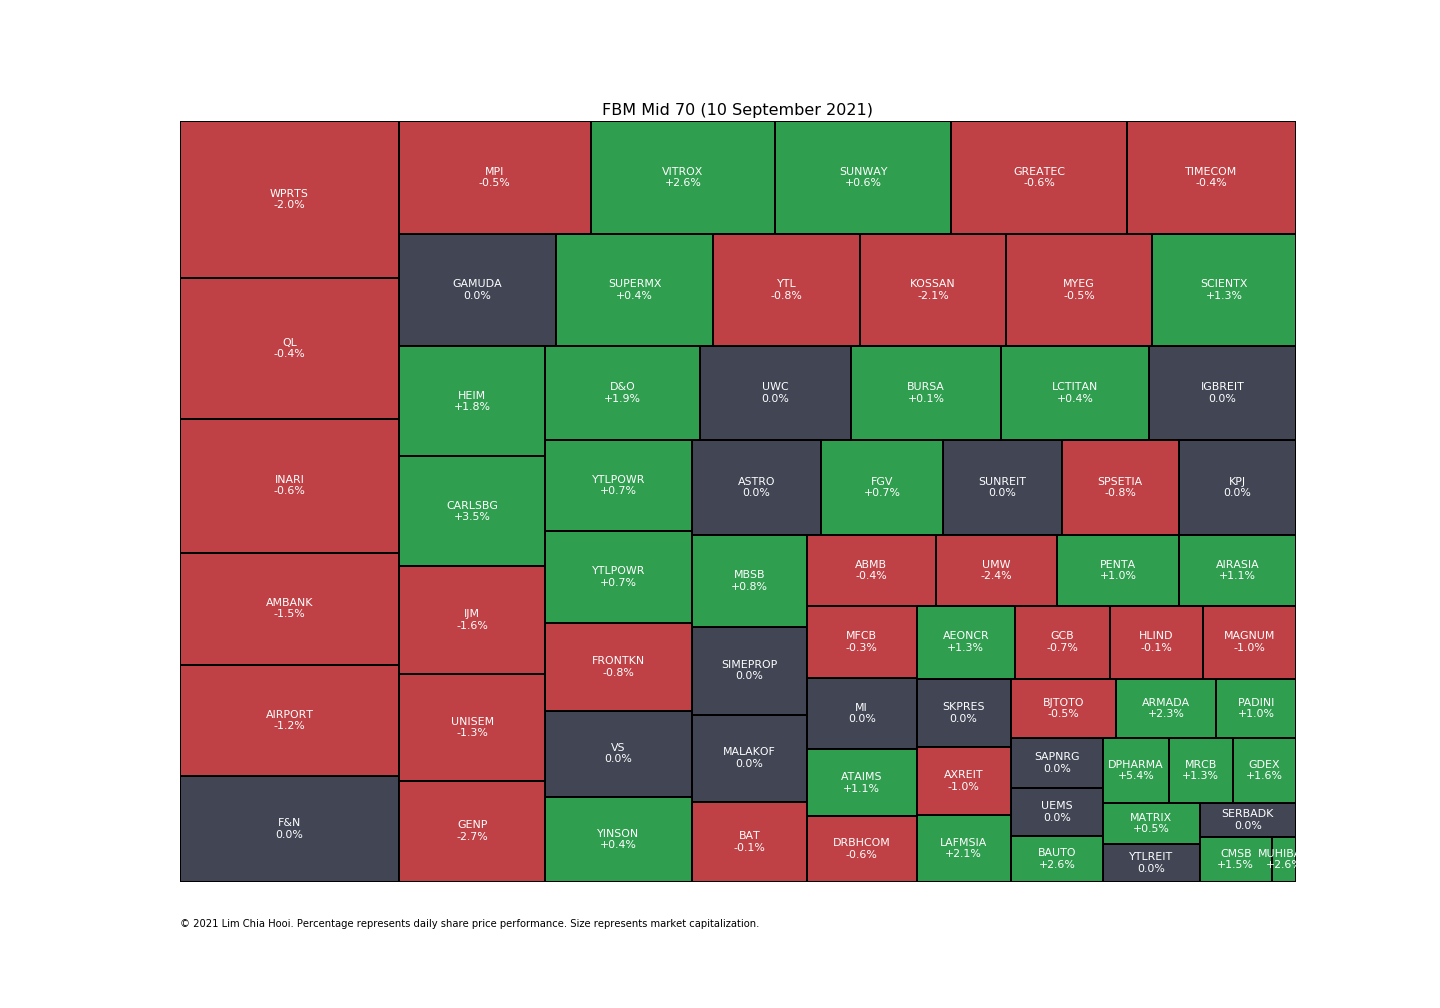 FBM Mid 70 (10 September 2021)
WPRTS
-2.0%
MPI
-0.5%
VITROX
+2.6%
SUNWAY
+0.6%
GREATEC
-0.6%
TIMECOM
-0.4%
GAMUDA
0.0%
SUPERMX
+0.4%
YTL
-0.8%
KOSSAN
-2.1%
MYEG
-0.5%
SCIENTX
+1.3%
QL
-0.4%
HEIM
+1.8%
D&O
+1.9%
UWC
0.0%
BURSA
+0.1%
LCTITAN
+0.4%
IGBREIT
0.0%
INARI
-0.6%
CARLSBG
+3.5%
YTLPOWR
+0.7%
ASTRO
0.0%
FGV
+0.7%
SUNREIT
0.0%
SPSETIA
-0.8%
KPJ
0.0%
YTLPOWR
+0.7%
MBSB
+0.8%
ABMB
-0.4%
UMW
-2.4%
PENTA
+1.0%
AIRASIA
+1.1%
AMBANK
-1.5%
IJM
-1.6%
FRONTKN
-0.8%
SIMEPROP
0.0%
MFCB
-0.3%
AEONCR
+1.3%
GCB
-0.7%
HLIND
-0.1%
MAGNUM
-1.0%
AIRPORT
-1.2%
UNISEM
-1.3%
VS
0.0%
MALAKOF
0.0%
MI
0.0%
SKPRES
0.0%
BJTOTO
-0.5%
ARMADA
+2.3%
PADINI
+1.0%
ATAIMS
+1.1%
AXREIT
-1.0%
SAPNRG
0.0%
DPHARMA
+5.4%
MRCB
+1.3%
GDEX
+1.6%
UEMS
0.0%
MATRIX
+0.5%
SERBADK
0.0%
F&N
0.0%
GENP
-2.7%
YINSON
+0.4%
BAT
-0.1%
DRBHCOM
-0.6%
LAFMSIA
+2.1%
BAUTO
+2.6%
YTLREIT
0.0%
CMSB
+1.5%
+2.6%
© 2021 Lim Chia Hooi. Percentage represents daily share price performance. Size represents market capitalization.